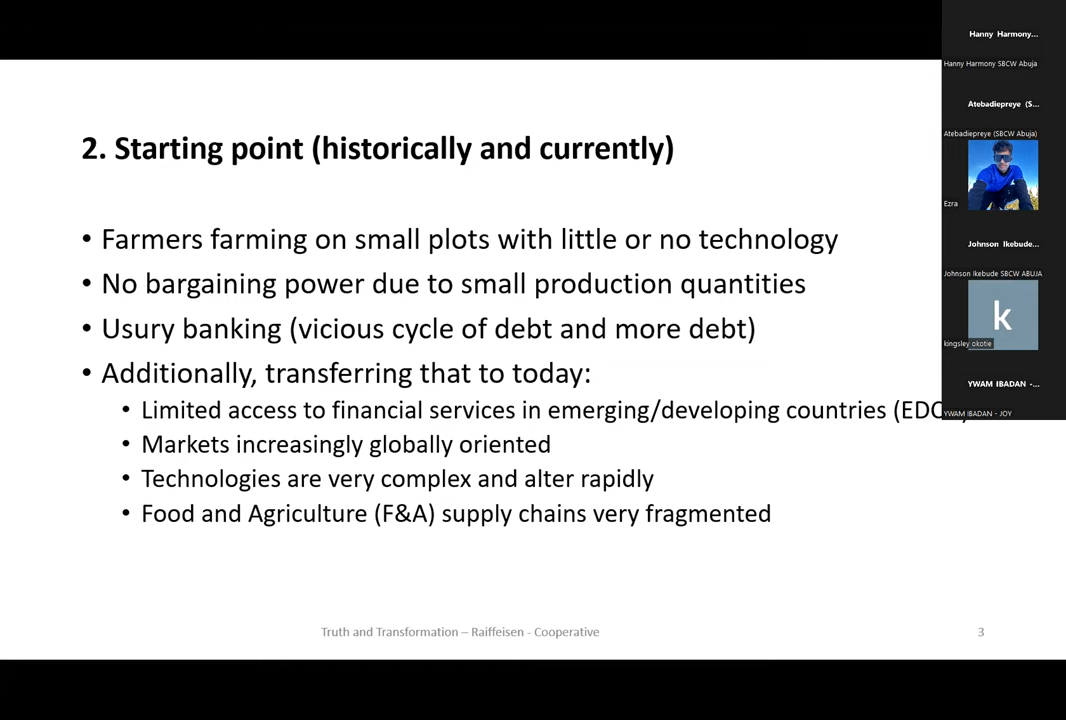 2. Starting point (historically and currently)
• Farmers farming on small plots with little or no technology
• No bargaining power due to small production quantities
• Usury banking (vicious cycle of debt and more debt)
• Additionally, transferring that to today:
• Limited access to financial services in emerging/developing countries (EDC
• Markets increasingly globally oriented
• Technologies are very complex and alter rapidly
• Food and Agriculture (F&A) supply chains very fragmented
Truth and Transformation – Raiffeisen - Cooperative
3
Hanny Harmony...
Hanny Harmony SBCW Abuja
Atebadiepreye (S...
Atebadiepreye (SBCW Abuja)
Ezra
Johnson Ikebude...
Johnson Ikebude SBCW ABUJA
k
kingsley okotie
YWAM IBADAN -...
YWAM IBADAN - JOY